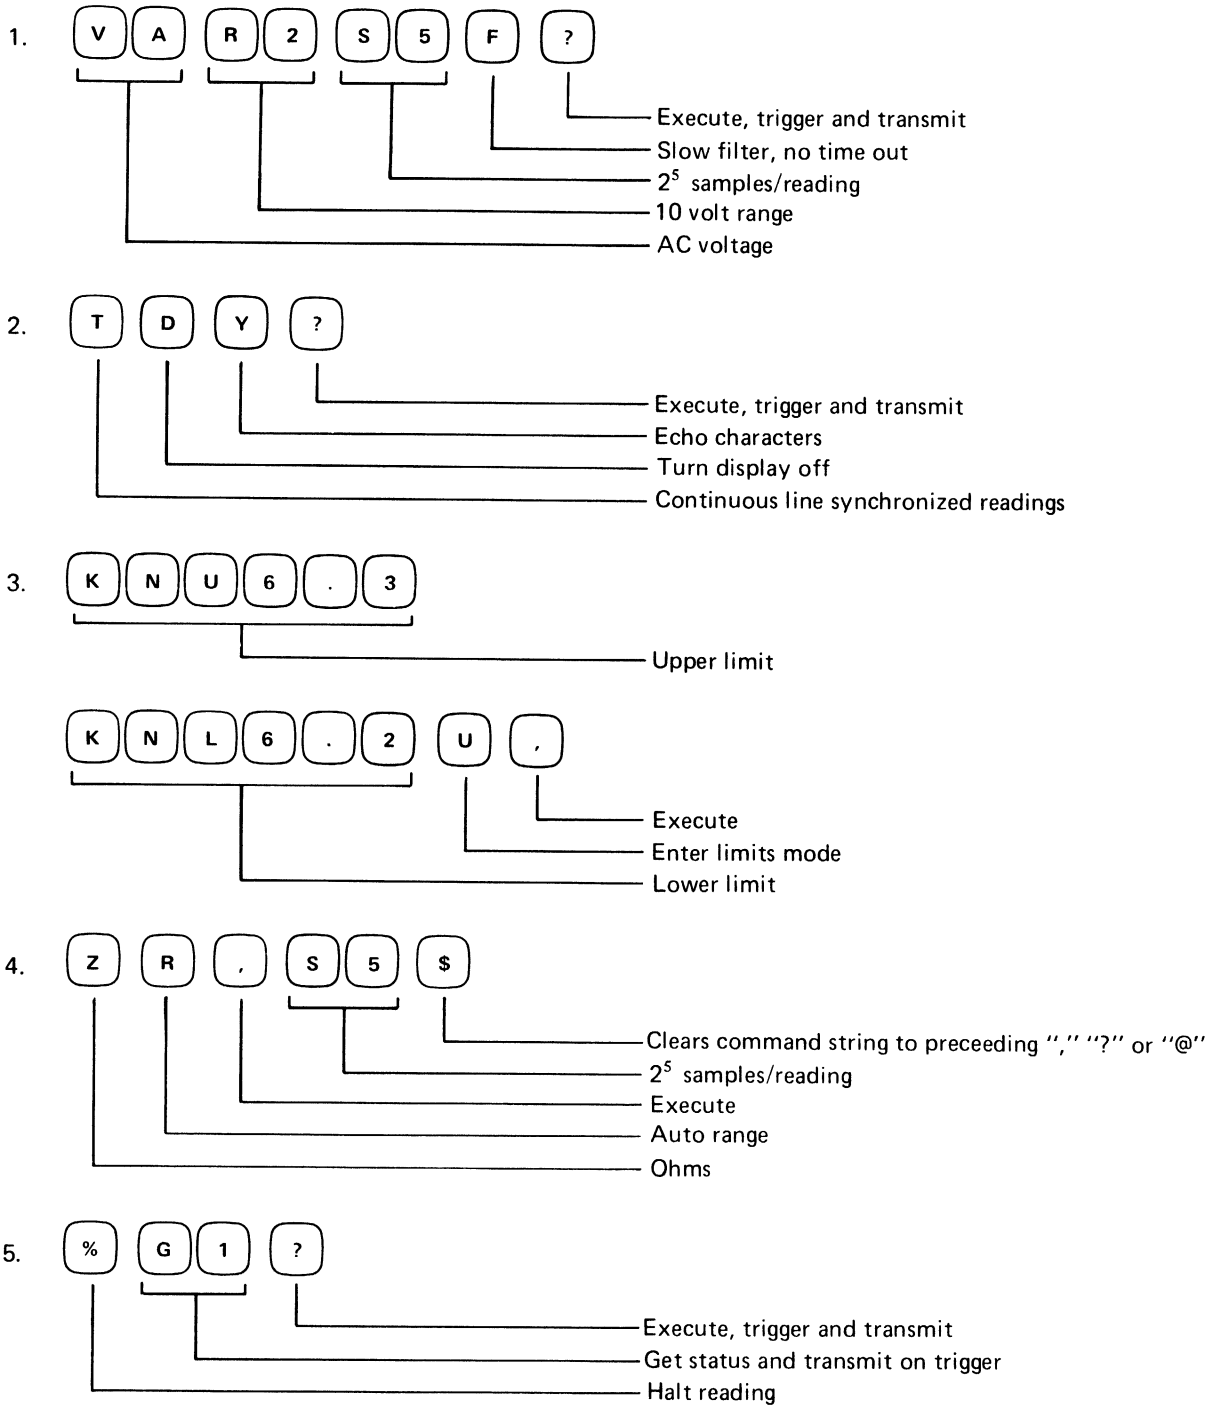 1. V A R 2 S 5 F ?
Execute, trigger and transmit
Slow filter, no time out
2⁵ samples/reading
10 volt range
AC voltage
2. T D Y ?
Execute, trigger and transmit
Echo characters
Turn display off
Continuous line synchronized readings
3. K N U 6 . 3
Upper limit
K N L 6 . 2 U ,
Execute
Enter limits mode
Lower limit
4. Z R , S 5 $
Clears command string to preceeding "," "?" or "@"
2⁵ samples/reading
Execute
Auto range
Ohms
5. % G 1 ?
Execute, trigger and transmit
Get status and transmit on trigger
Halt reading